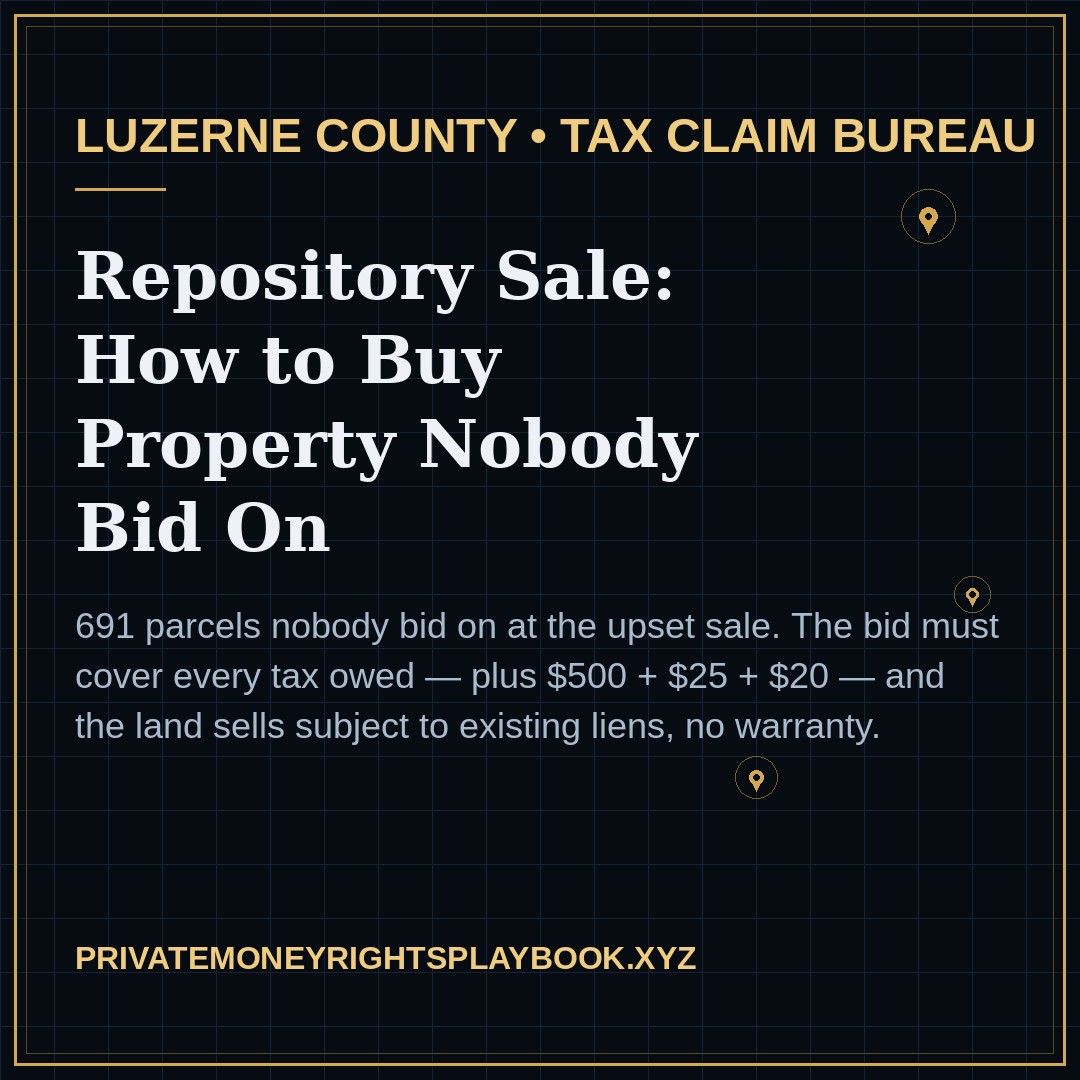 LUZERNE COUNTY • TAX CLAIM BUREAU
Repository Sale:
How to Buy
Property Nobody
Bid On
691 parcels nobody bid on at the upset sale. The bid must
cover every tax owed — plus $500 + $25 + $20 — and
the land sells subject to existing liens, no warranty.
PRIVATEMONEYRIGHTSPLAYBOOK.XYZ